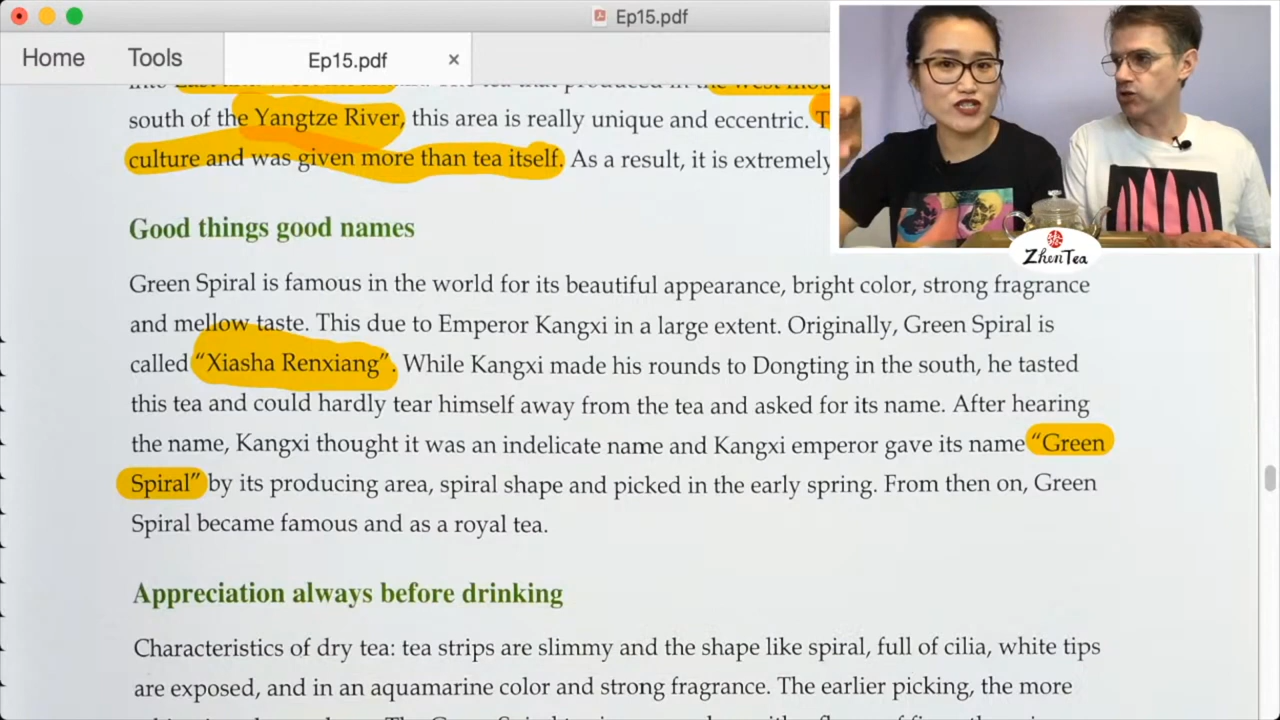 Ep15.pdf
Home
Tools
Ep15.pdf
south of the Yangtze River, this area is really unique and eccentric.
culture and was given more than tea itself. As a result, it is extremely
Good things good names
Green Spiral is famous in the world for its beautiful appearance, bright color, strong fragrance
and mellow taste. This due to Emperor Kangxi in a large extent. Originally, Green Spiral is
called “Xiasha Renxiang”. While Kangxi made his rounds to Dongting in the south, he tasted
this tea and could hardly tear himself away from the tea and asked for its name. After hearing
the name, Kangxi thought it was an indelicate name and Kangxi emperor gave its name “Green
Spiral” by its producing area, spiral shape and picked in the early spring. From then on, Green
Spiral became famous and as a royal tea.
Appreciation always before drinking
Characteristics of dry tea: tea strips are slimmy and the shape like spiral, full of cilia, white tips
are exposed, and in an aquamarine color and strong fragrance. The earlier picking, the more
ZhenTea